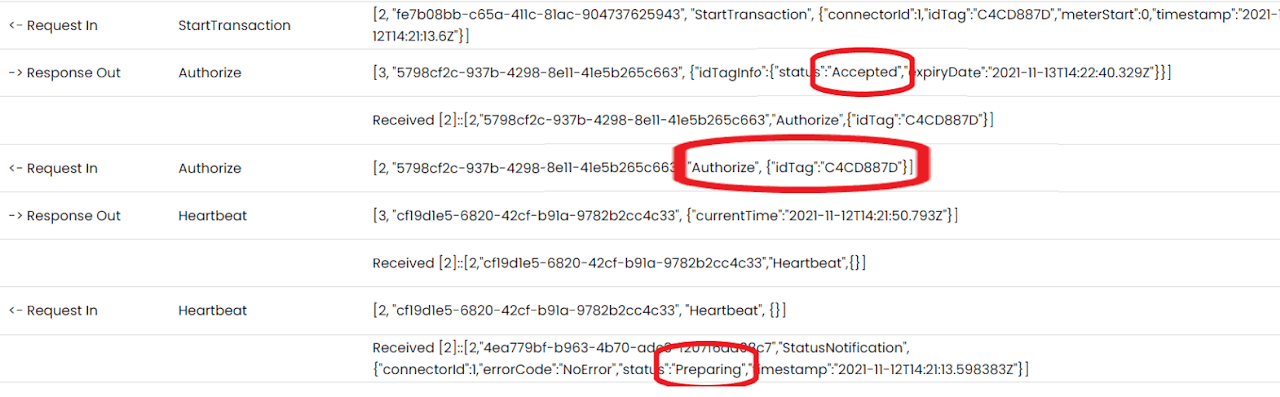 [2, "fe7b08bb-c65a-411c-81ac-904737625943", "StartTransaction", {"connectorId":1,"idTag":"C4CD887D","meterStart":0,"timestamp":"2021-11-
<- Request In StartTransaction
12T14:21:13.6Z"}]
-> Response Out Authorize [3, "5798cf2c-937b-4298-8e11-41e5b265c663", {"idTagInfo":{"status":"Accepted","expiryDate":"2021-11-13T14:22:40.329Z"}}]
Received [2]::[2,"5798cf2c-937b-4298-8e11-41e5b265c663","Authorize",{"idTag":"C4CD887D"}]
<- Request In Authorize [2, "5798cf2c-937b-4298-8e11-41e5b265c663 "Authorize", {"idTag":"C4CD887D"}]
-> Response Out Heartbeat [3, "cf19d1e5-6820-42cf-b91a-9782b2cc4c33", {"currentTime":"2021-11-12T14:21:50.793Z"}]
Received [2]::[2,"cf19d1e5-6820-42cf-b91a-9782b2cc4c33","Heartbeat",{}]
<- Request In Heartbeat [2, "cf19d1e5-6820-42cf-b91a-9782b2cc4c33", "Heartbeat", {}]
Received [2]::[2,"4ea779bf-b963-4b70- "StatusNotification",
{"connectorId":1,"errorCode":"NoError","status":"Preparing","timestamp":"2021-11-12T14:21:13.598383Z"}]